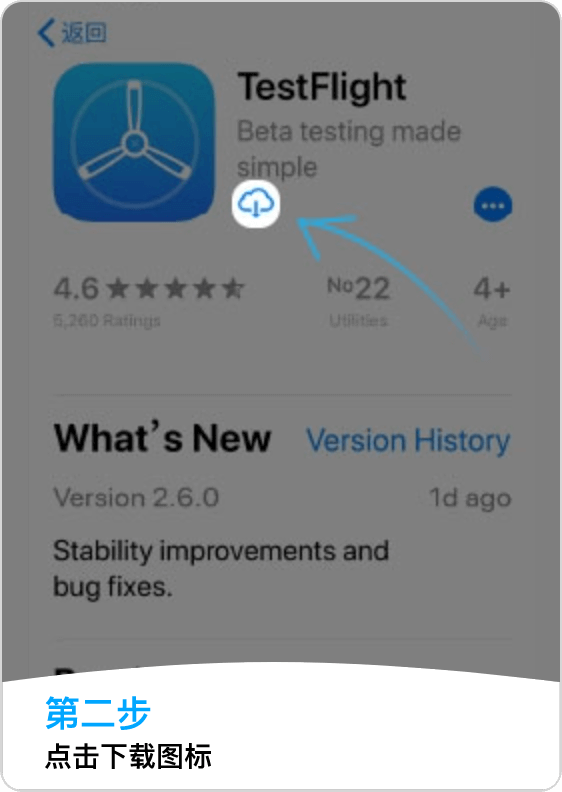 返回
TestFlight
Beta testing made
simple
4.6
No22
4+
5,260 Ratings
Utilities
Age
What's New
Version History
Version 2.6.0
1d ago
Stability improvements and
bug fixes.
第二步
点击下载图标